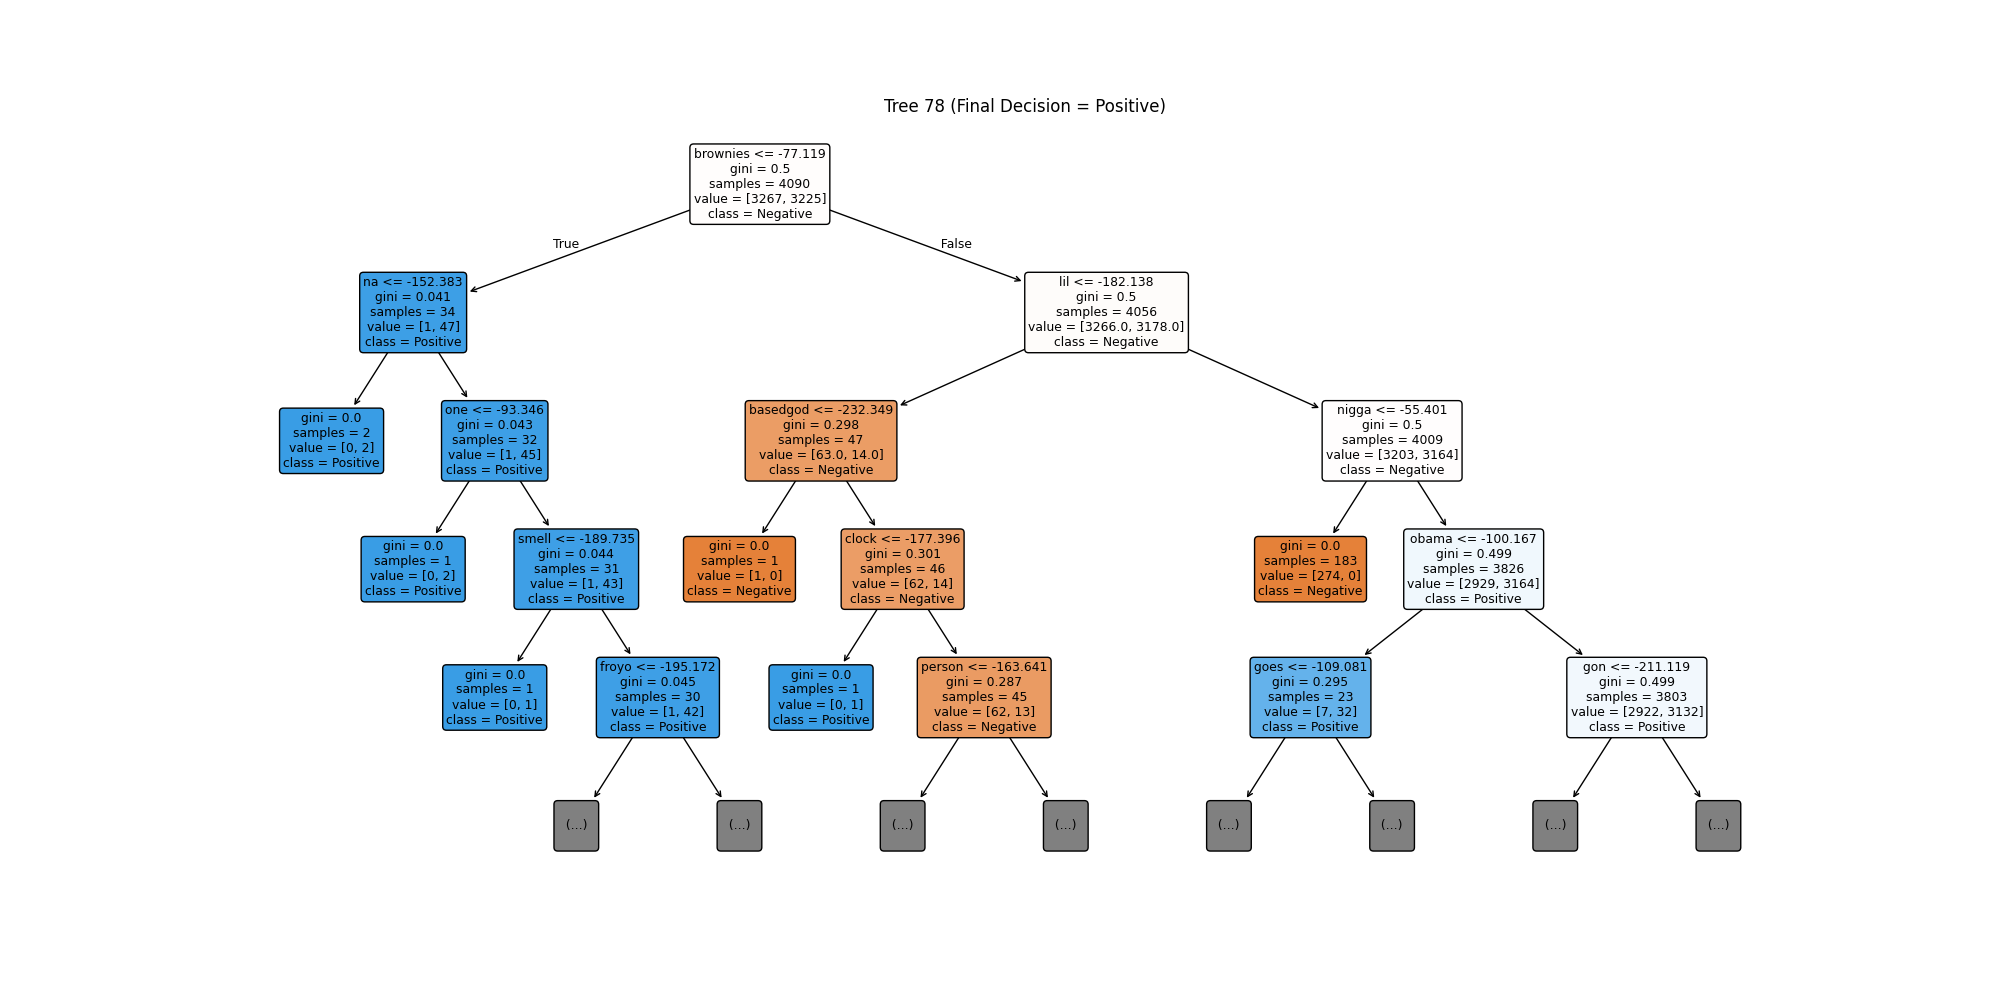 Tree 78 (Final Decision = Positive)
brownies <= -77.119
gini = 0.5
samples = 4090
value = [3267, 3225]
class = Negative
True
False
na <= -152.383
gini = 0.041
samples = 34
value = [1, 47]
class = Positive
lil <= -182.138
gini = 0.5
samples = 4056
value = [3266.0, 3178.0]
class = Negative
gini = 0.0
samples = 2
value = [0, 2]
class = Positive
one <= -93.346
gini = 0.043
samples = 32
value = [1, 45]
class = Positive
basedgod <= -232.349
gini = 0.298
samples = 47
value = [63.0, 14.0]
class = Negative
nigga <= -55.401
gini = 0.5
samples = 4009
value = [3203, 3164]
class = Negative
gini = 0.0
samples = 1
value = [0, 2]
class = Positive
smell <= -189.735
gini = 0.044
samples = 31
value = [1, 43]
class = Positive
gini = 0.0
samples = 1
value = [1, 0]
class = Negative
clock <= -177.396
gini = 0.301
samples = 46
value = [62, 14]
class = Negative
gini = 0.0
samples = 183
value = [274, 0]
class = Negative
obama <= -100.167
gini = 0.499
samples = 3826
value = [2929, 3164]
class = Positive
gini = 0.0
samples = 1
value = [0, 1]
class = Positive
froyo <= -195.172
gini = 0.045
samples = 30
value = [1, 42]
class = Positive
gini = 0.0
samples = 1
value = [0, 1]
class = Positive
person <= -163.641
gini = 0.287
samples = 45
value = [62, 13]
class = Negative
goes <= -109.081
gini = 0.295
samples = 23
value = [7, 32]
class = Positive
gon <= -211.119
gini = 0.499
samples = 3803
value = [2922, 3132]
class = Positive
(...)
(...)
(...)
(...)
(...)
(...)
(...)
(...)